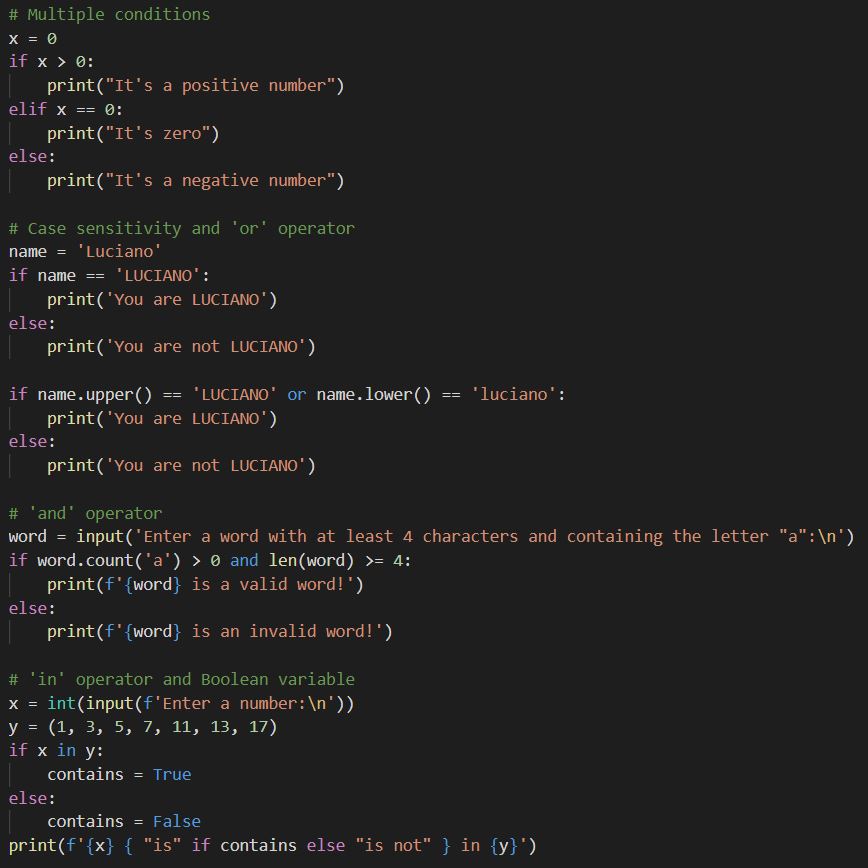 # Multiple conditions
x = 0
if x > 0:
    print("It's a positive number")
elif x == 0:
    print("It's zero")
else:
    print("It's a negative number")

# Case sensitivity and 'or' operator
name = 'Luciano'
if name == 'LUCIANO':
    print('You are LUCIANO')
else:
    print('You are not LUCIANO')

if name.upper() == 'LUCIANO' or name.lower() == 'luciano':
    print('You are LUCIANO')
else:
    print('You are not LUCIANO')

# 'and' operator
word = input('Enter a word with at least 4 characters and containing the letter "a":\n')
if word.count('a') > 0 and len(word) >= 4:
    print(f'{word} is a valid word!')
else:
    print(f'{word} is an invalid word!')

# 'in' operator and Boolean variable
x = int(input(f'Enter a number:\n'))
y = (1, 3, 5, 7, 11, 13, 17)
if x in y:
    contains = True
else:
    contains = False
print(f'{x} { "is" if contains else "is not" } in {y}')